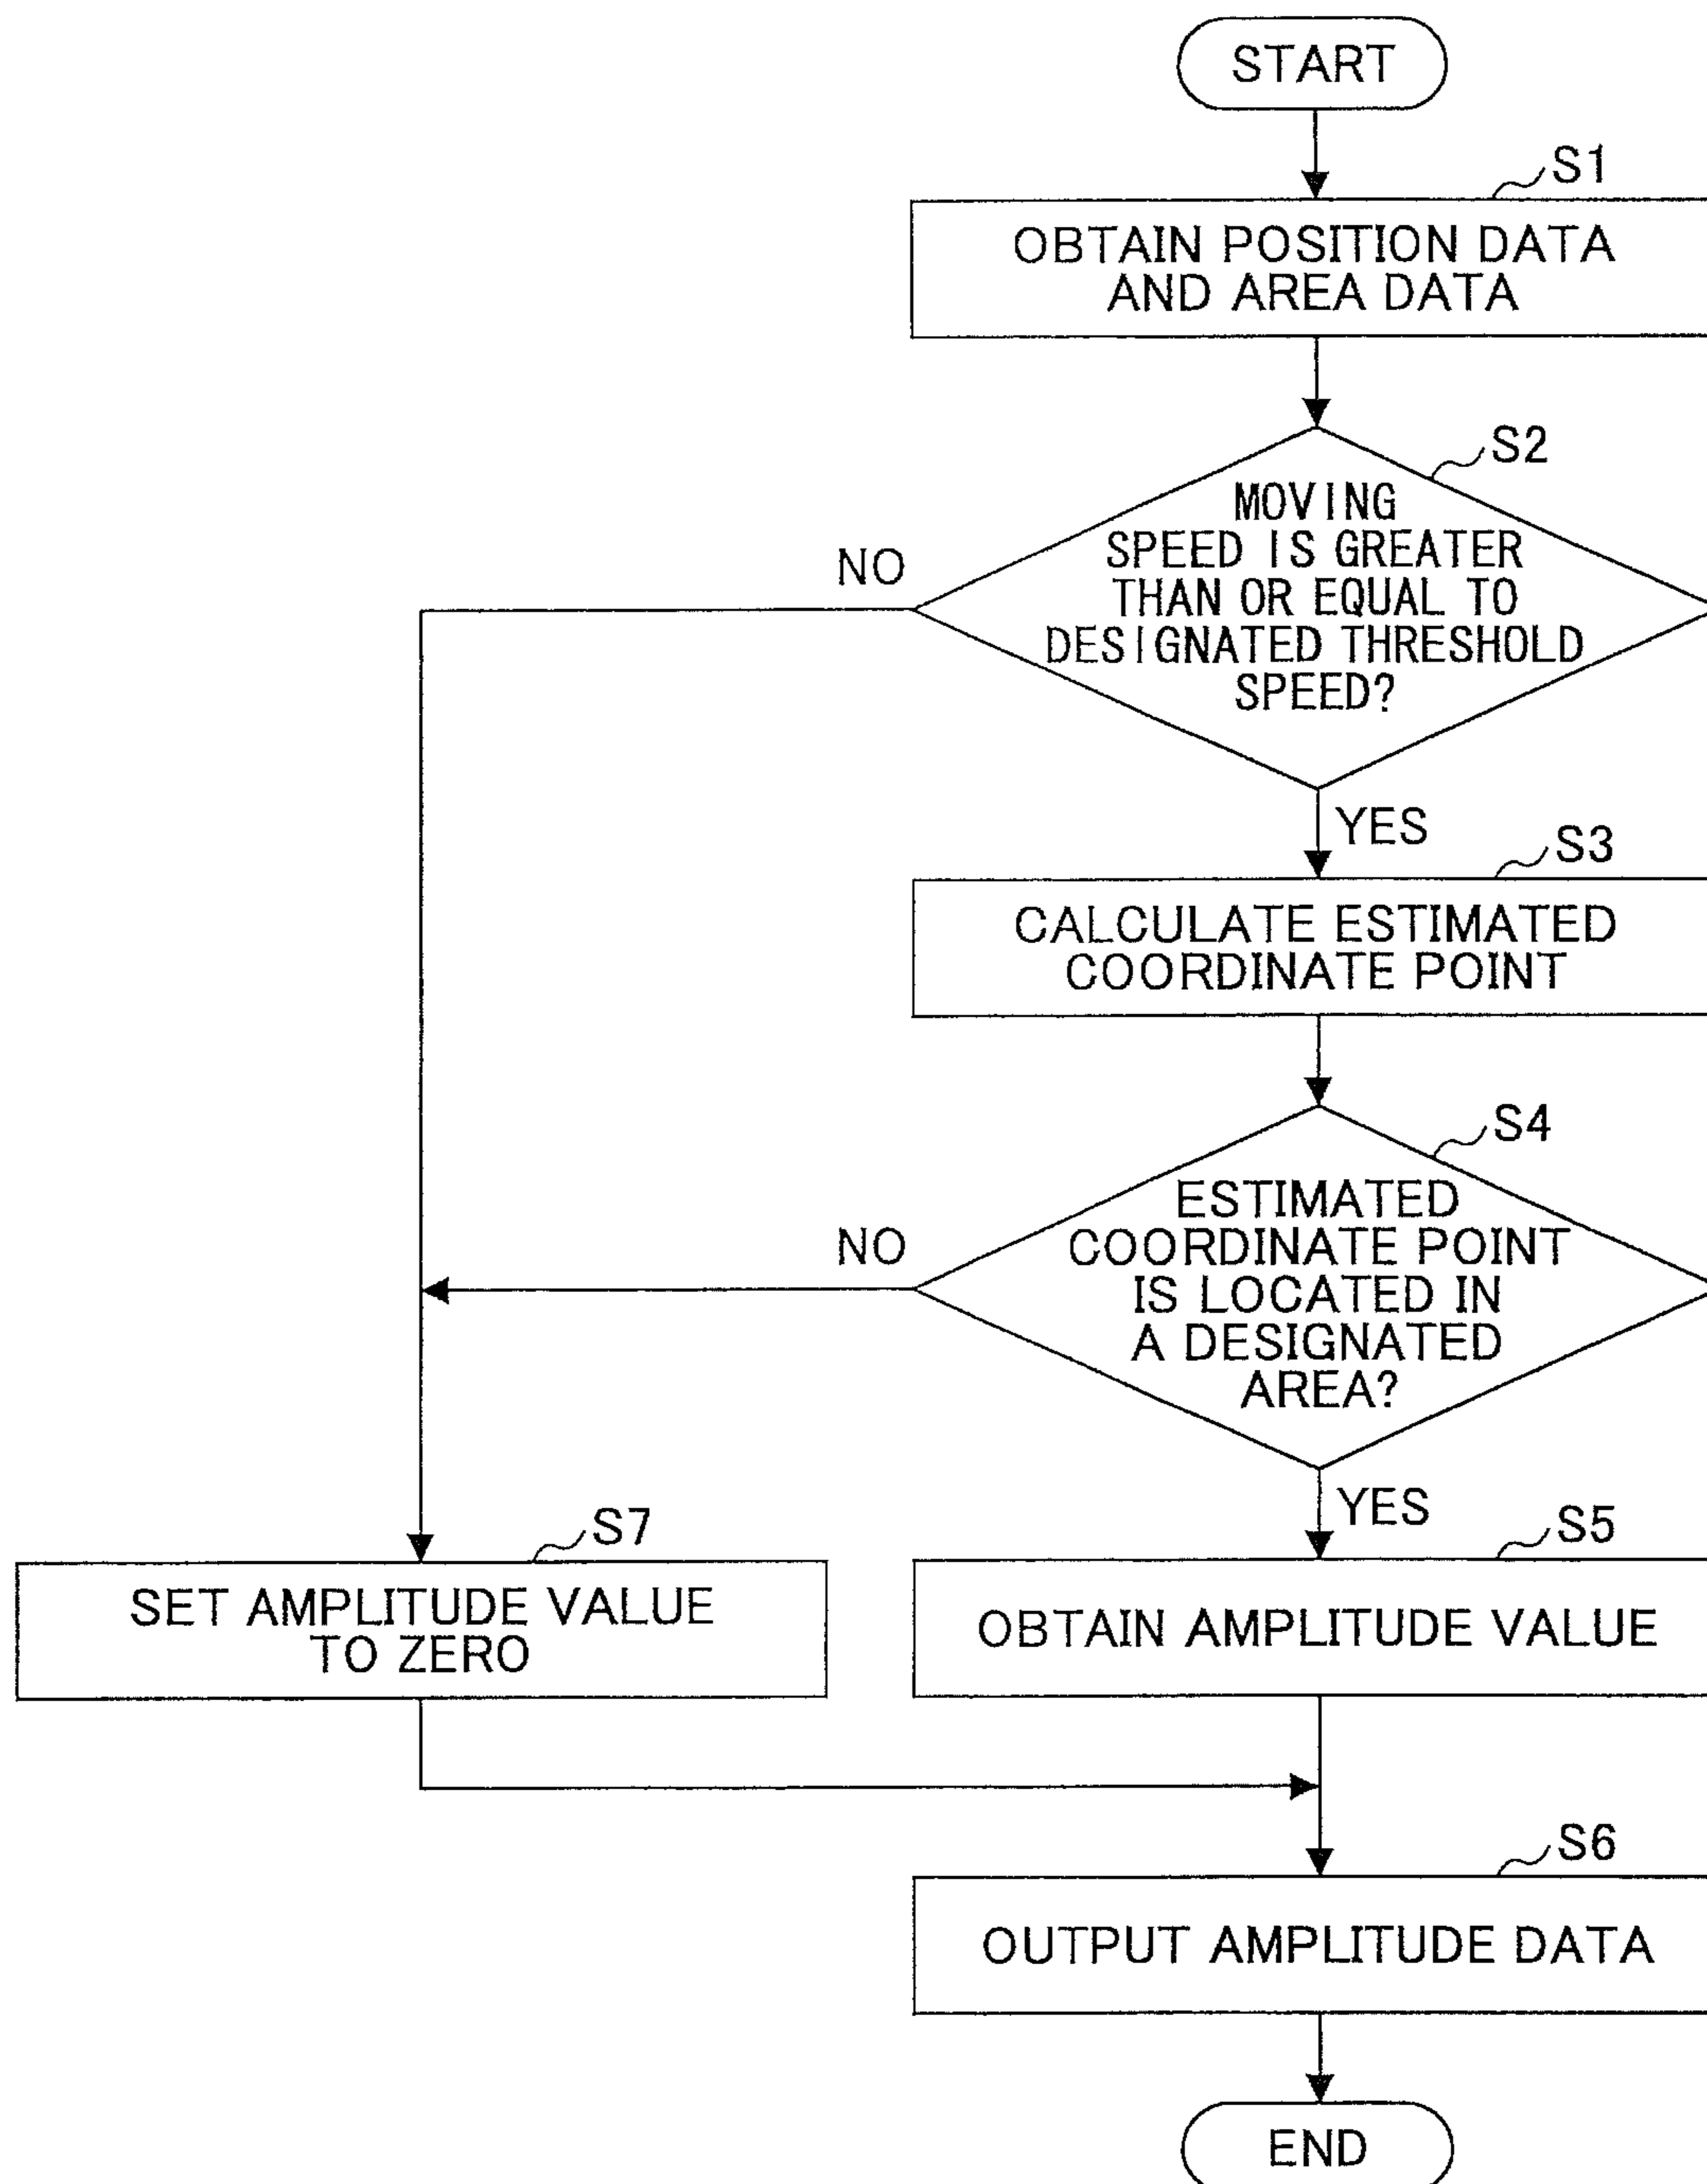 START
S1
OBTAIN POSITION DATA
AND AREA DATA
S2
MOVING
SPEED IS GREATER
THAN OR EQUAL TO
DESIGNATED THRESHOLD
SPEED?
NO
YES
S3
CALCULATE ESTIMATED
COORDINATE POINT
S4
ESTIMATED
COORDINATE POINT
IS LOCATED IN
A DESIGNATED
AREA?
NO
YES
S7
SET AMPLITUDE VALUE
TO ZERO
S5
OBTAIN AMPLITUDE VALUE
S6
OUTPUT AMPLITUDE DATA
END